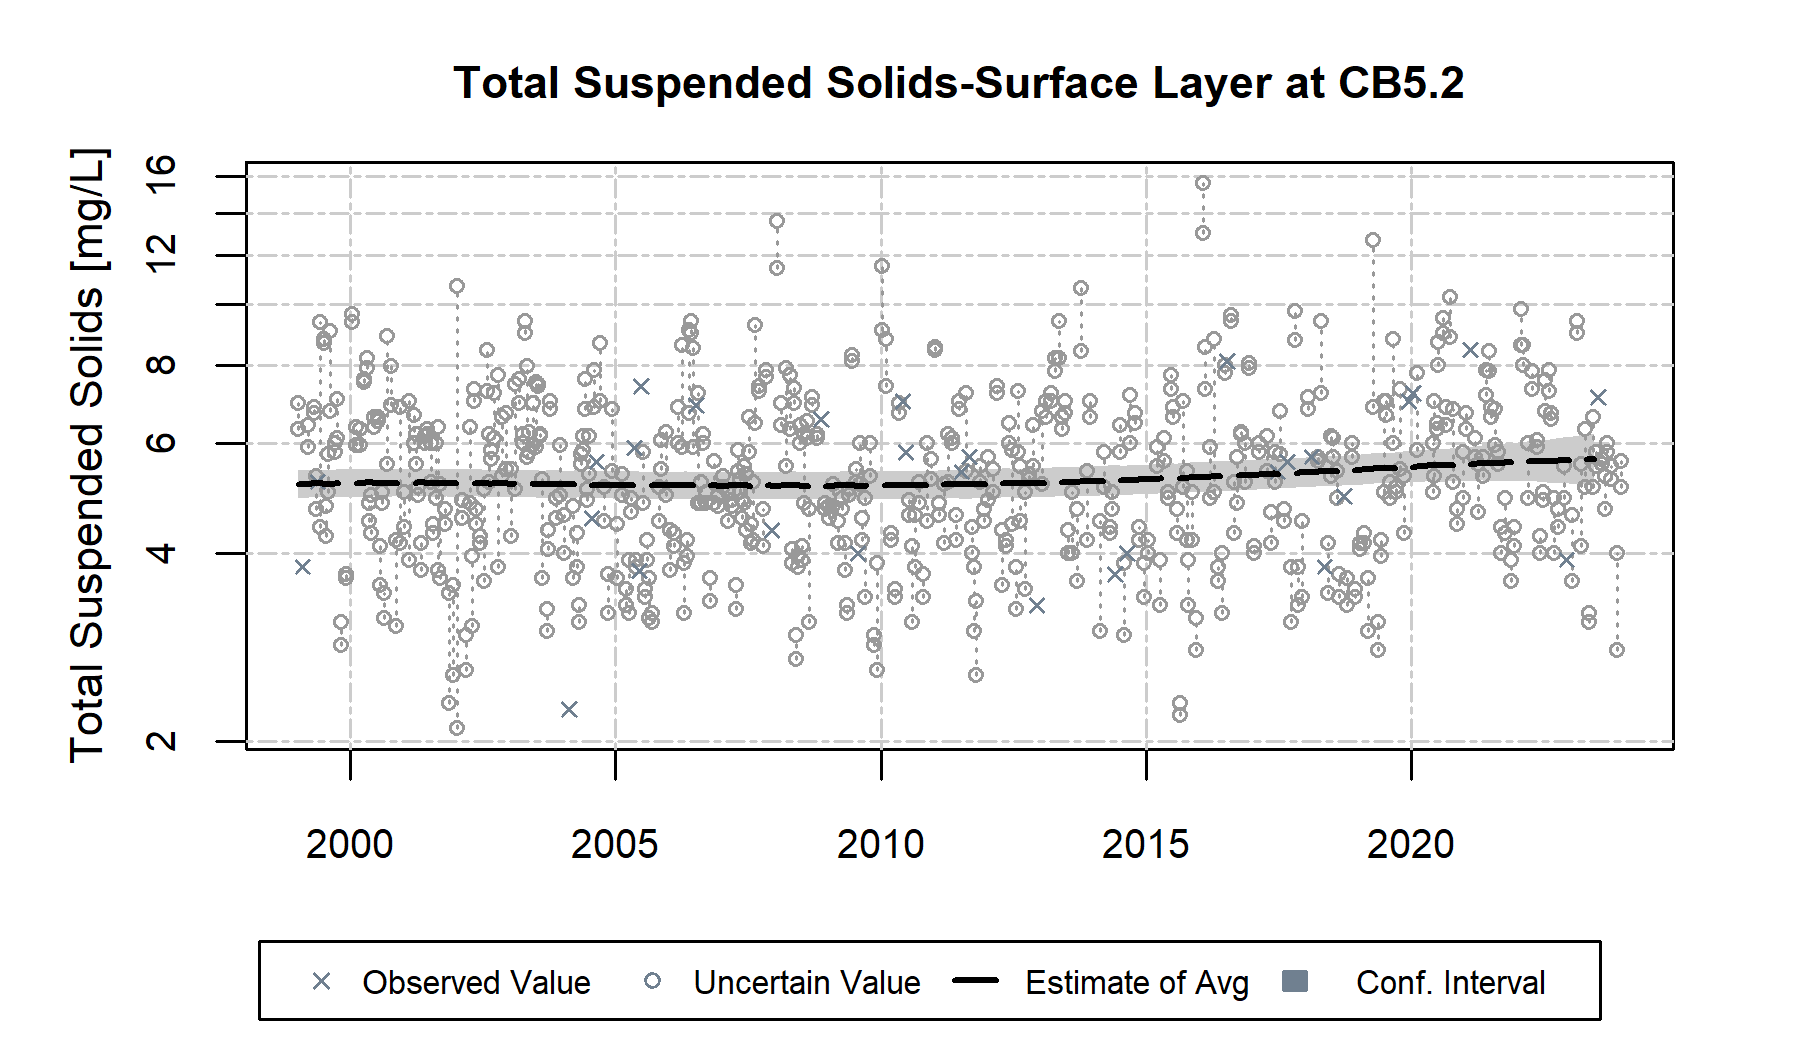 Total Suspended Solids-Surface Layer at CB5.2
Total Suspended Solids [mg/L]
16
12
8
6
4
2
2000 2005 2010 2015 2020
Observed Value Uncertain Value Estimate of Avg Conf. Interval